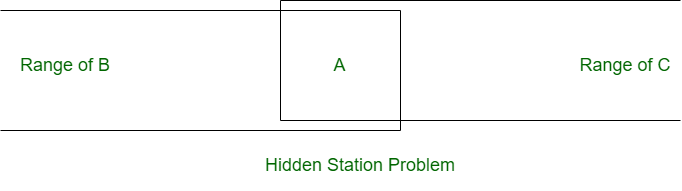 Range of B
A
Range of C
Hidden Station Problem